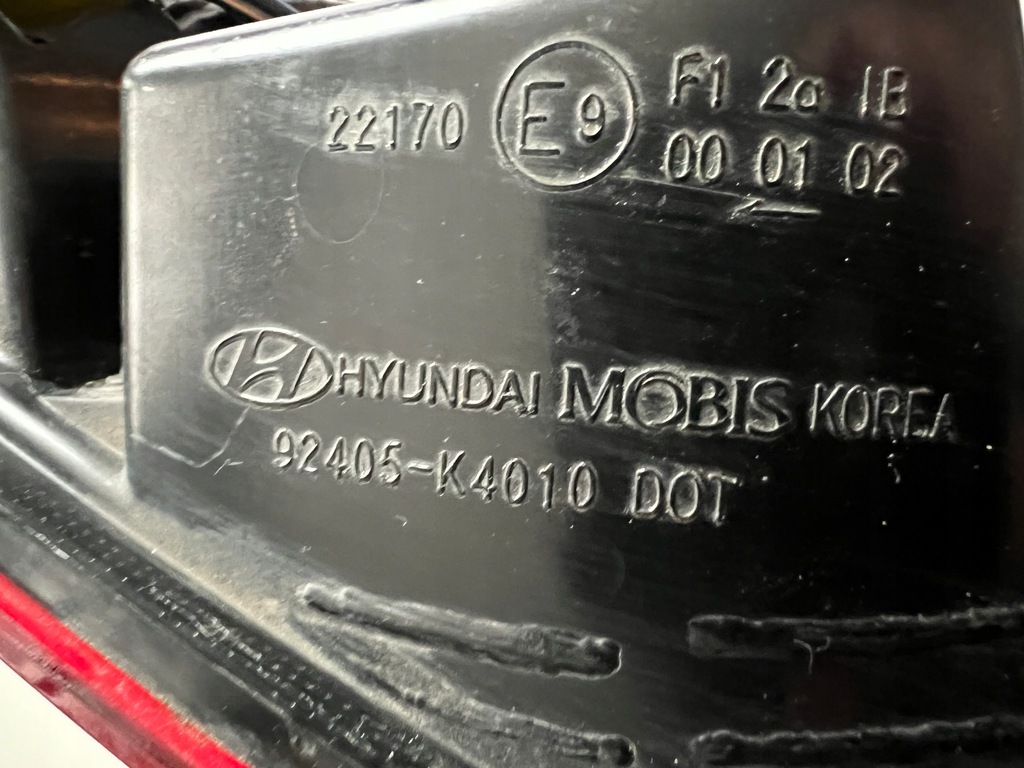 22170 E9 F1 2a IB
00 01 02
←
HYUNDAI MOBIS KOREA
92405-K4010 DOT